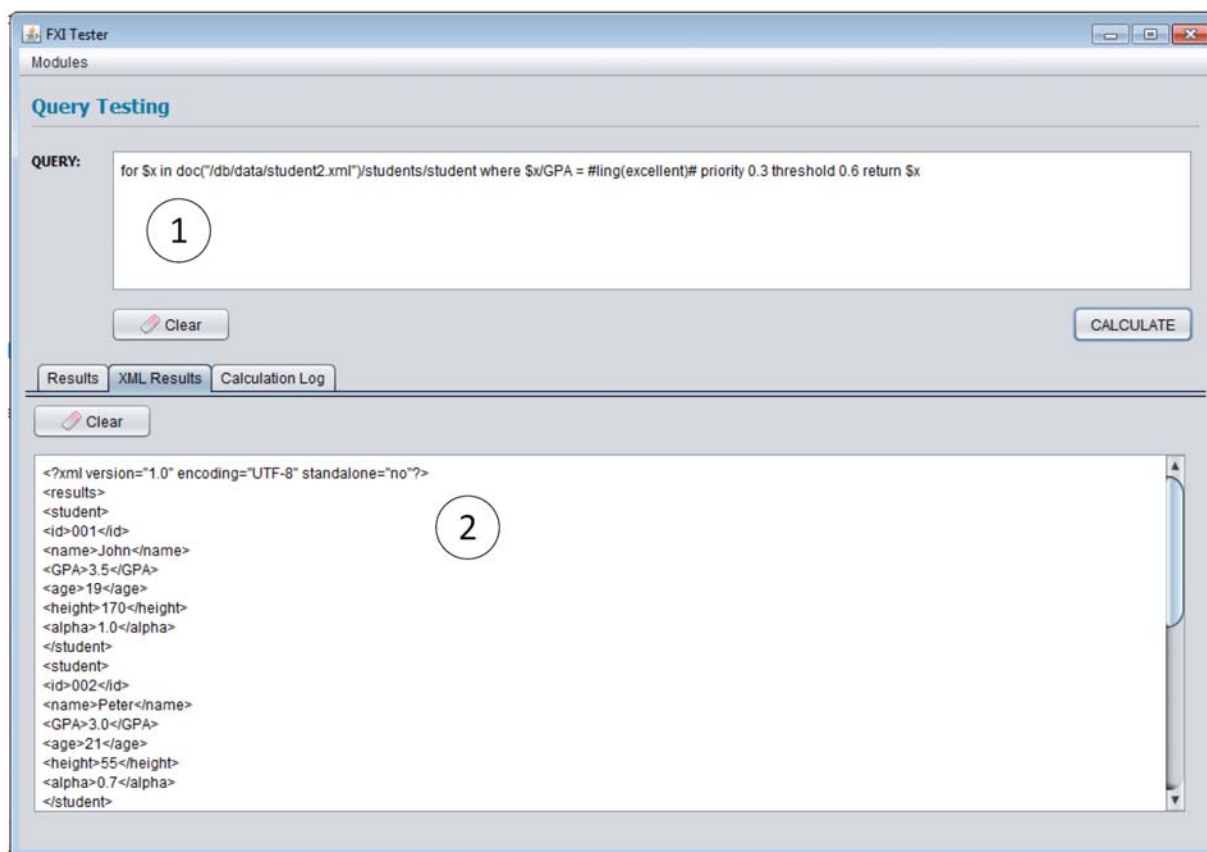 FXI Tester
Modules
Query Testing
QUERY:
for $x in doc("/db/data/student2.xml")/students/student where $x/GPA = #ling(excellent)# priority 0.3 threshold 0.6 return $x
1
Clear
CALCULATE
Results XML Results Calculation Log
Clear
<?xml version="1.0" encoding="UTF-8" standalone="no"?>
<results>
<student>
<id>001</id>
<name>John</name>
<GPA>3.5</GPA>
<age>19</age>
<height>170</height>
<alpha>1.0</alpha>
</student>
<student>
<id>002</id>
<name>Peter</name>
<GPA>3.0</GPA>
<age>21</age>
<height>55</height>
<alpha>0.7</alpha>
</student>
2